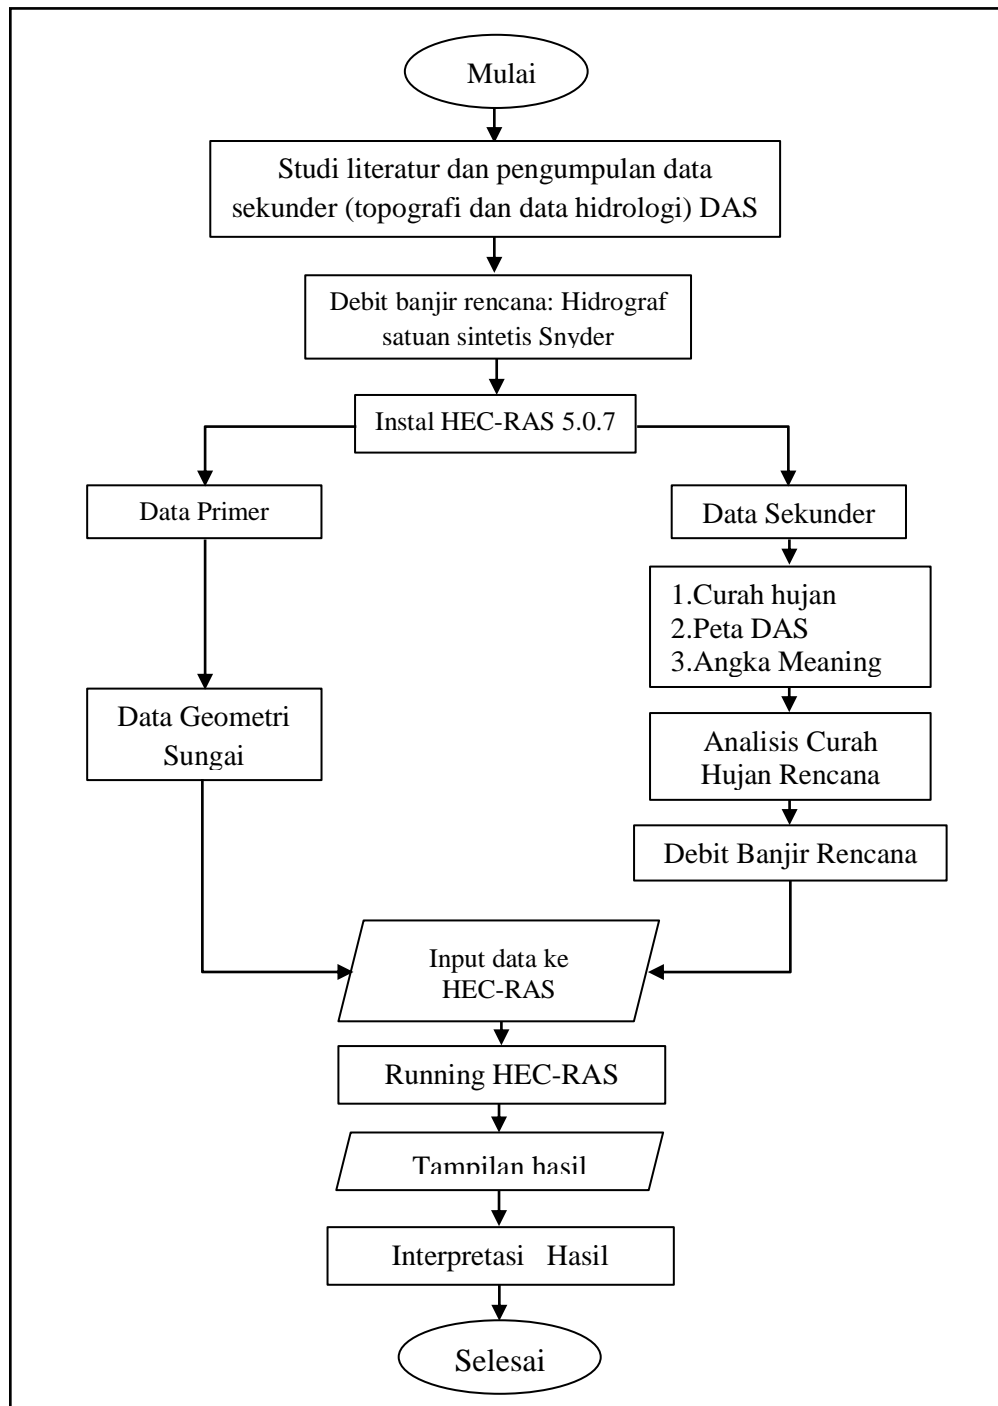 Mulai
Studi literatur dan pengumpulan data
sekunder (topografi dan data hidrologi) DAS
Debit banjir rencana: Hidrograf
satuan sintetis Snyder
Instal HEC-RAS 5.0.7
Data Primer
Data Sekunder
1.Curah hujan
2.Peta DAS
3.Angka Meaning
Data Geometri
Sungai
Analisis Curah
Hujan Rencana
Debit Banjir Rencana
Input data ke
HEC-RAS
Running HEC-RAS
Tampilan hasil
Interpretasi Hasil
Selesai